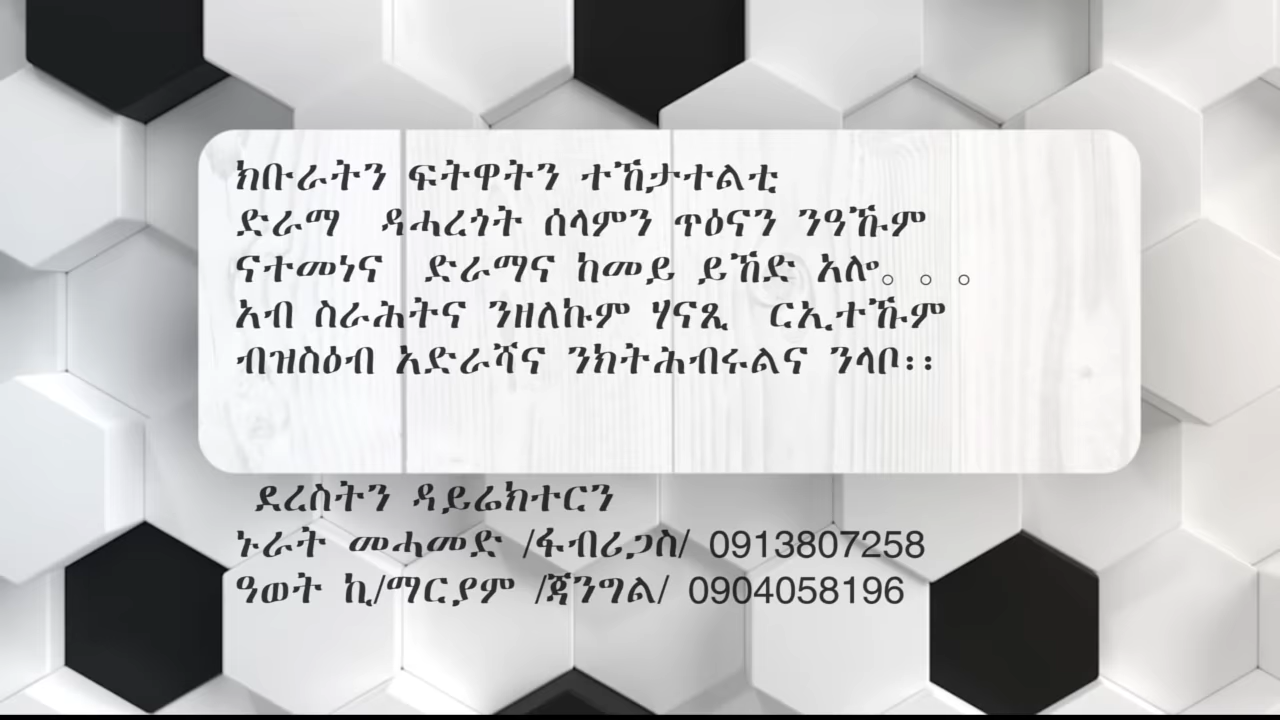 ክቡራትን ፍትዋትን ተኸታተልቲ
ድራማ ዳሓረጎት ሰላምን ጥዕናን ንዓኹም
ናተመነና ድራማና ከመይ ይኸድ አሎ። ። ።
አብ ስራሕትና ንዘለኩም ሃናጺ ርኢተኹም
ብዝስዕብ አድራሻና ንክትሕብሩልና ንላቦ፡፡
ደረስትን ዳይሬክተርን
ኑራት መሓመድ /ፋብሪጋስ/ 0913807258
ዓወት ኪ/ማርያም /ጃንግል/ 0904058196